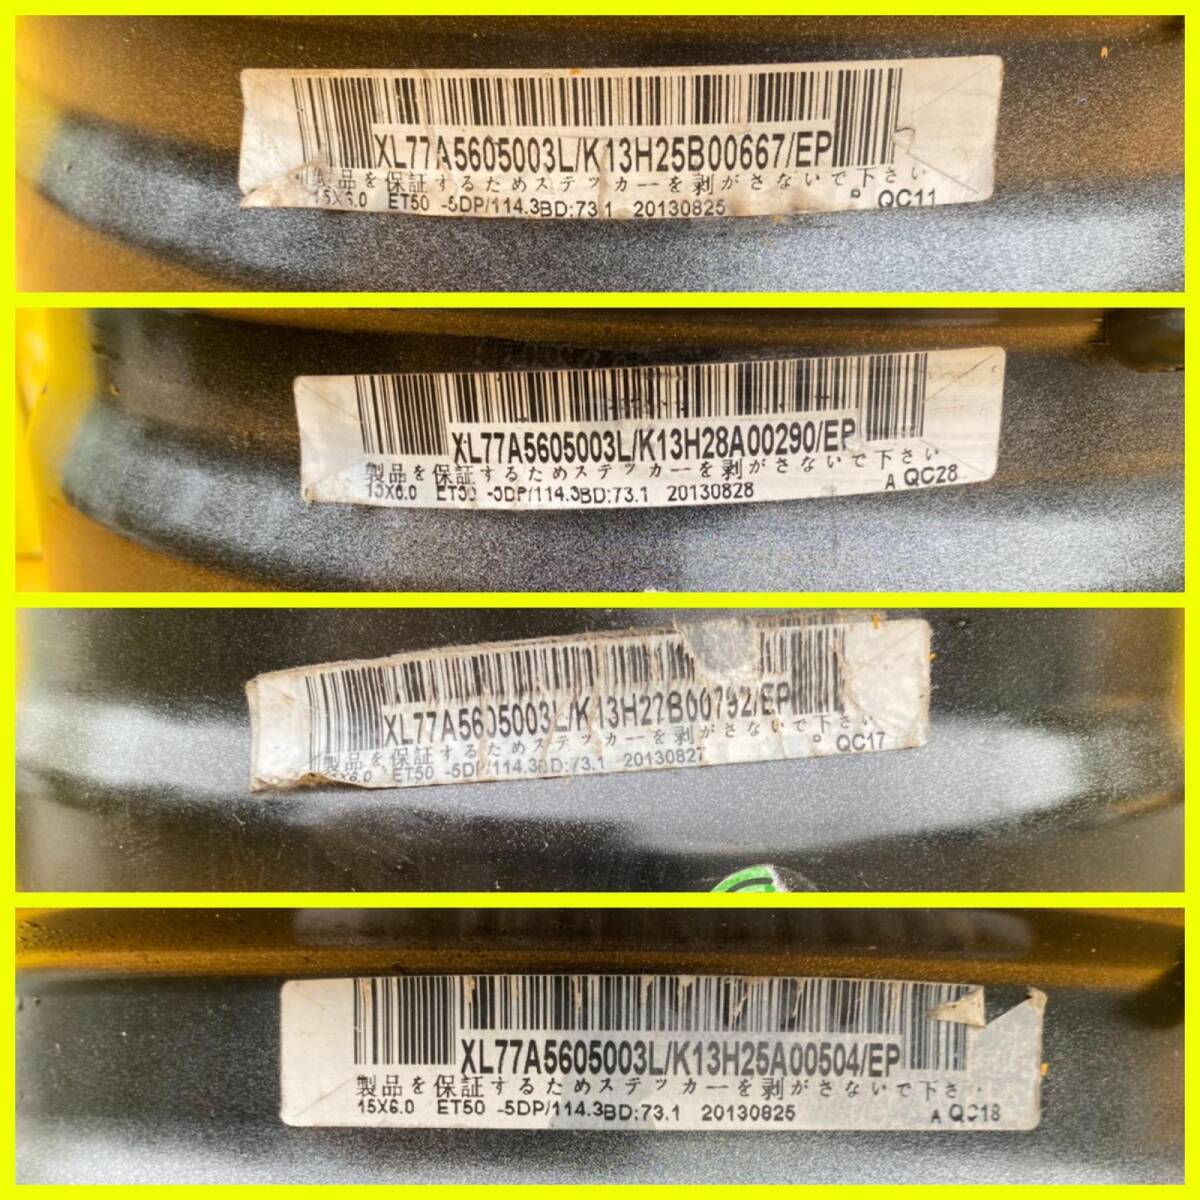 XL77A5605003L/K13H25B00667/EP
製品を保証するためステッカーを剥がさないで下さい
15X6.0 ET50 -5DP/114.3BD:73.1 20130825 QC11
XL77A5605003L/K13H28A00290/EP
製品を保証するためステッカーを剥がさないで下さい
15X6.0 ET50 -5DP/114.3BD:73.1 20130828 A QC28
XL77A5605003L/K13H27B00792/EP
製品を保証するためステッカーを剥がさないで下さい
ET50 -5DP/114.3BD:73.1 20130827 QC17
XL77A5605003L/K13H25A00504/EP
製品を保証するためステッカーを剥がさないで下さ
15X6.0 ET50 -5DP/114.3BD:73.1 20130825 A QC18